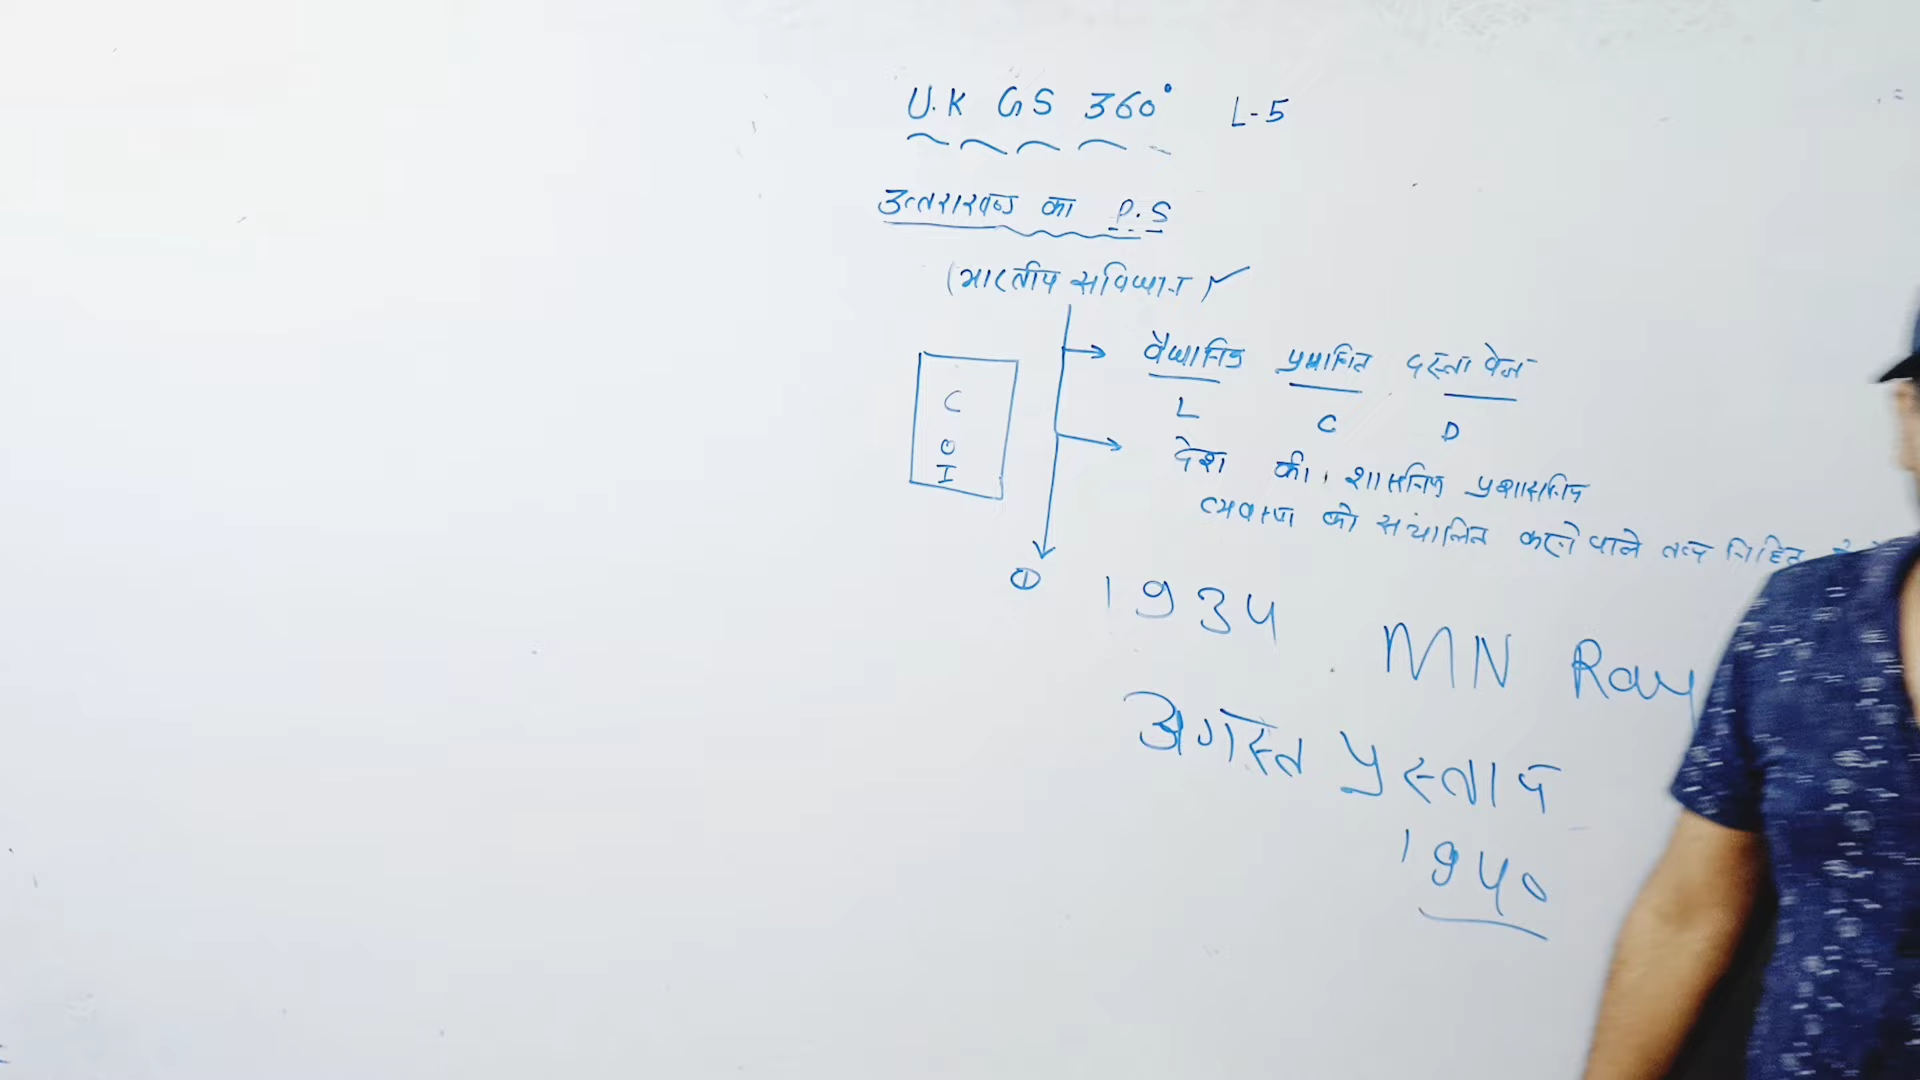 U.K GS 360° L-5
उत्तराखण्ड का P.S
(भारतीय संविधान)
वैधानिक प्रमाणित दस्तावेज
L C D
C
O
I
देश की शासनिक प्रशासनिक
व्यवस्था को संचालित करने वाले तत्व निहित
① 1934 MN Roy
अगस्त प्रस्ताव
1940